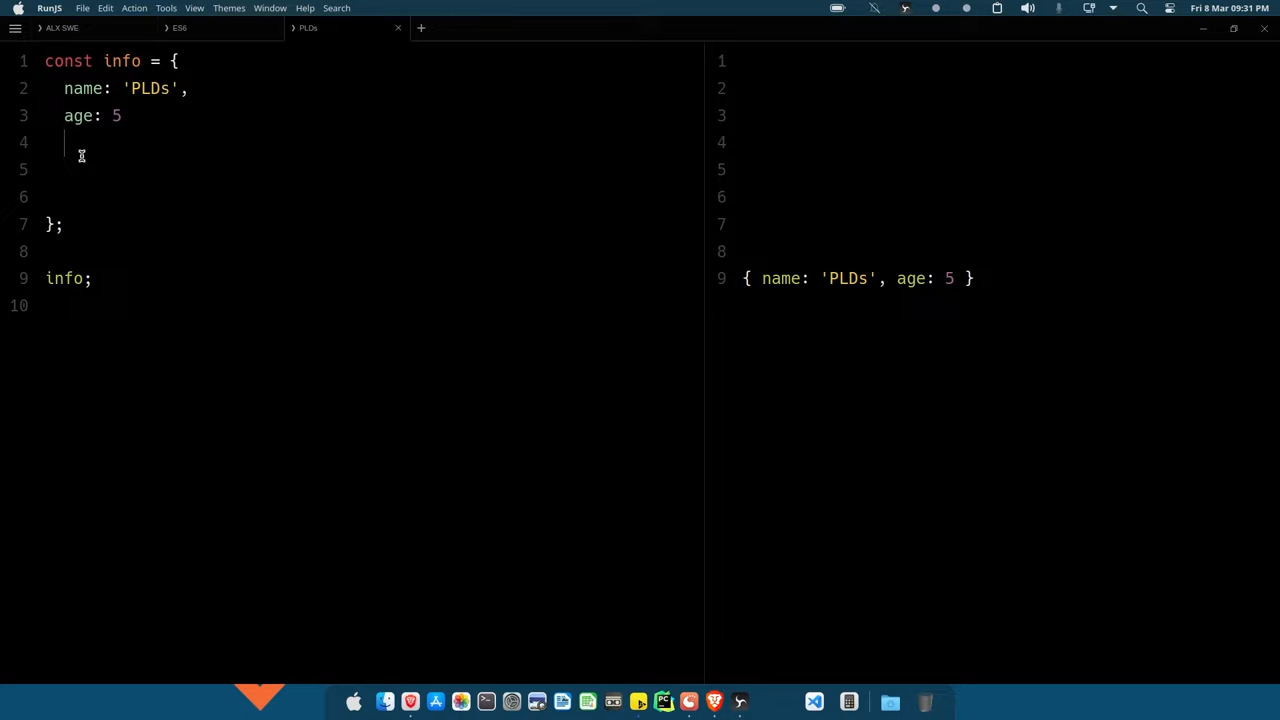 RunJS File Edit Action Tools View Themes Window Help Search Fri 8 Mar 09:31 PM
ALX SWE ES6 PLDs
1 const info = {
2 name: 'PLDs',
3 age: 5
4
5
6
7 };
8
9 info;
10
1
2
3
4
5
6
7
8
9 { name: 'PLDs', age: 5 }
PC